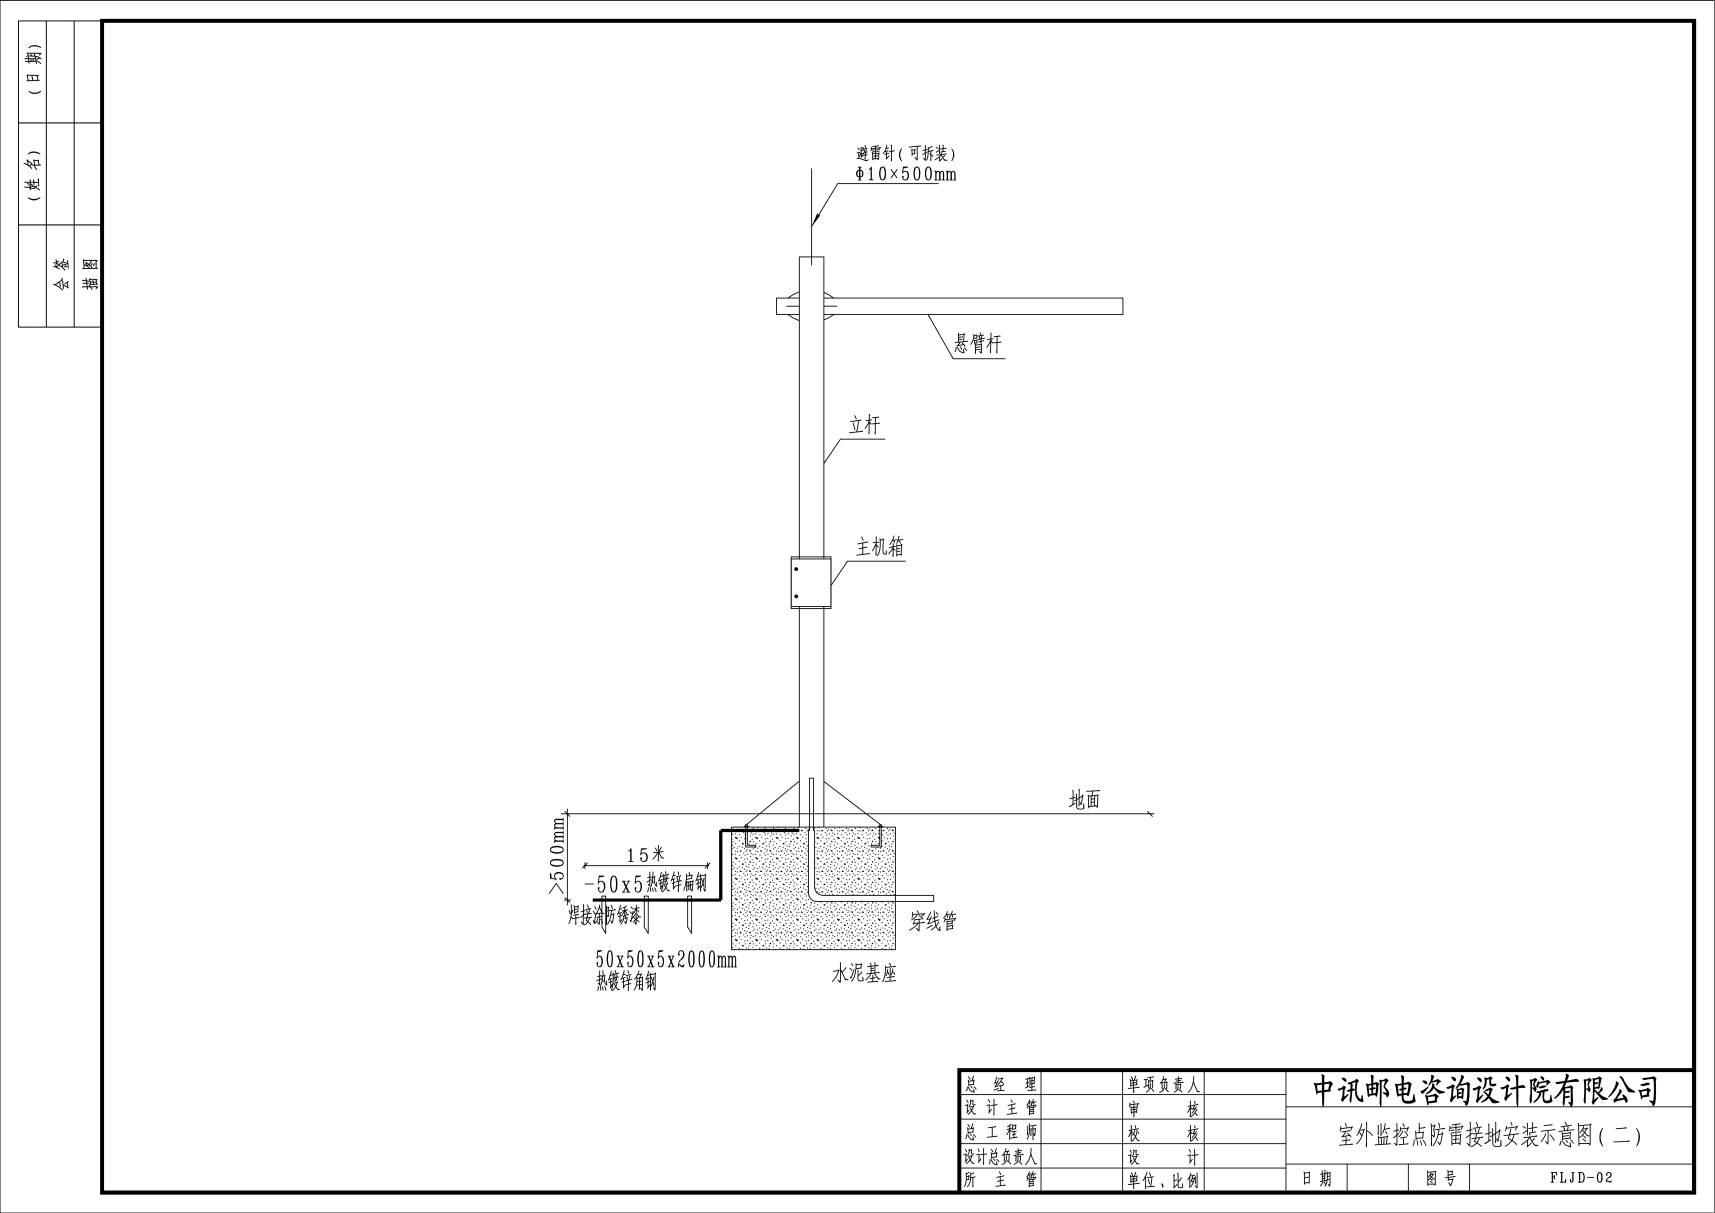 (日 期)
(姓 名)
会 签
描 图
避雷针(可拆装)
Φ10×500mm
悬臂杆
立杆
主机箱
地面
>500mm
15米
-50x5热镀锌扁钢
焊接涂防锈漆
50x50x5x2000mm
热镀锌角钢
穿线管
水泥基座
总 经 理
单项负责人
中讯邮电咨询设计院有限公司
设 计 主 管
审 核
总 工 程 师
校 核
室外监控点防雷接地安装示意图(二)
设计总负责人
设 计
所 主 管
单位、比例
日 期
图 号
FLJD-02